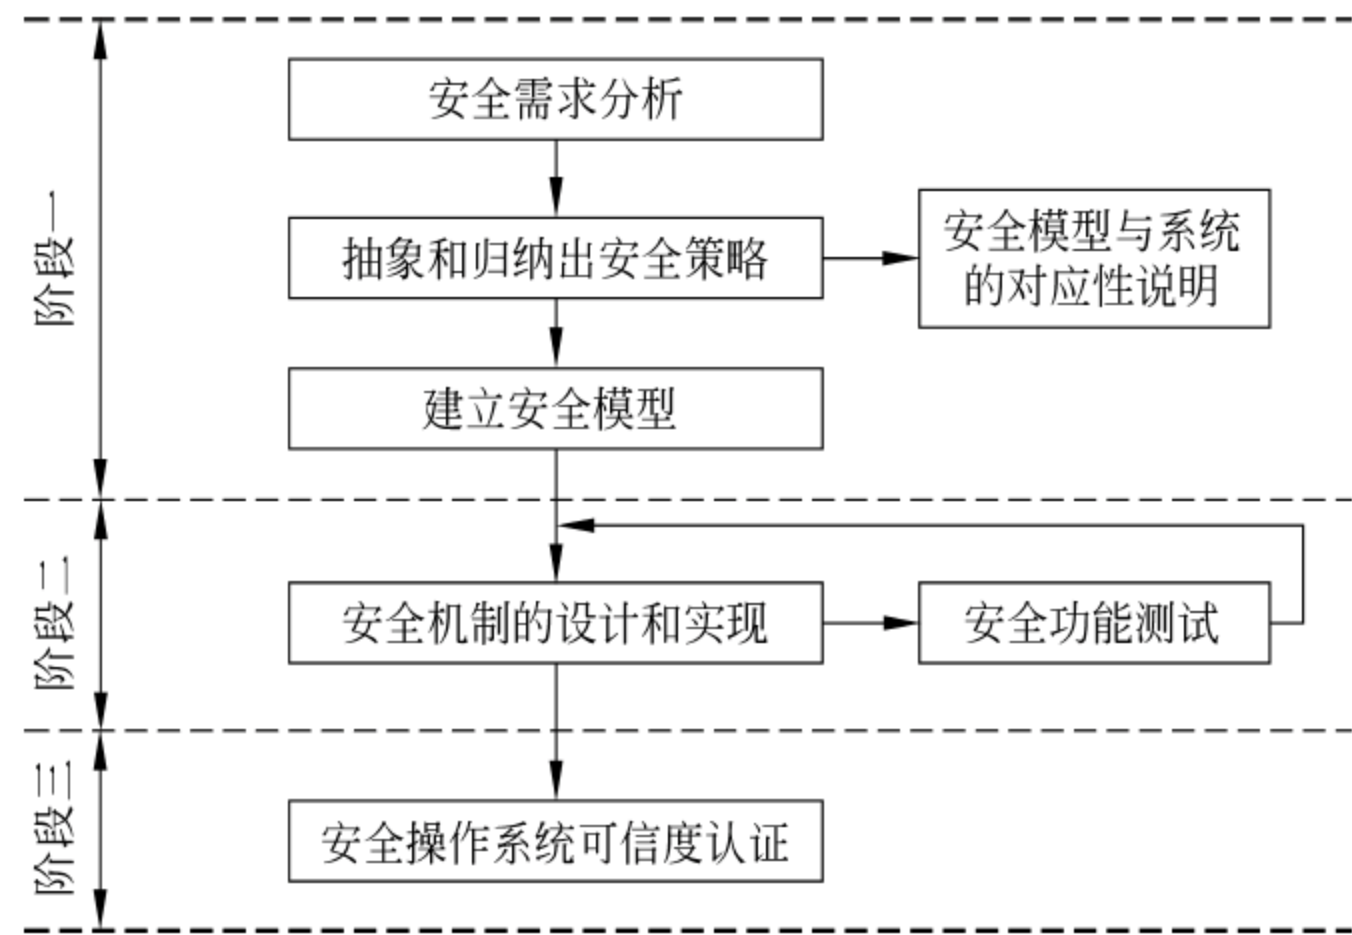 阶段一
安全需求分析
抽象和归纳出安全策略
安全模型与系统
的对应性说明
建立安全模型
阶段二
安全机制的设计和实现
安全功能测试
阶段三
安全操作系统可信度认证